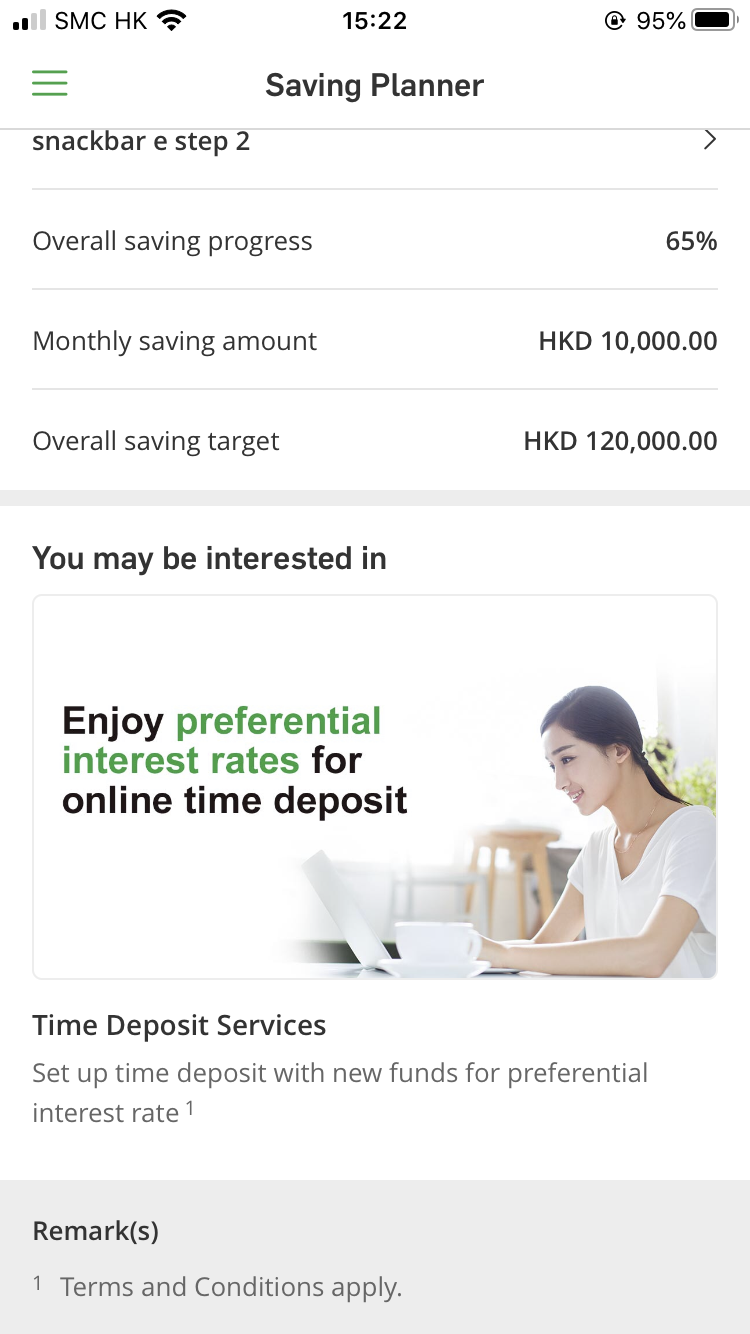 SMC HK 15:22 95%
Saving Planner
snackbar e step 2
Overall saving progress 65%
Monthly saving amount HKD 10,000.00
Overall saving target HKD 120,000.00
You may be interested in
Enjoy preferential
interest rates for
online time deposit
Time Deposit Services
Set up time deposit with new funds for preferential
interest rate 1
Remark(s)
1 Terms and Conditions apply.